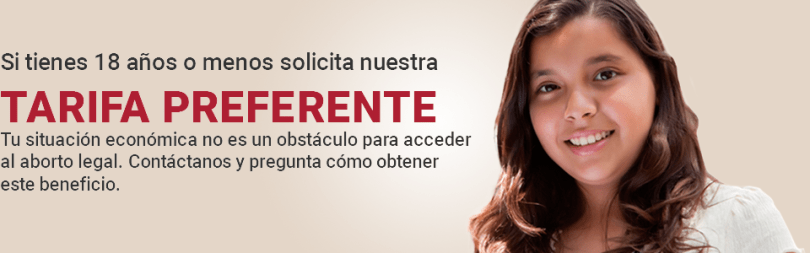 Si tienes 18 años o menos solicita nuestra
TARIFA PREFERENTE
Tu situación económica no es un obstáculo para acceder
al aborto legal. Contáctanos y pregunta cómo obtener
este beneficio.